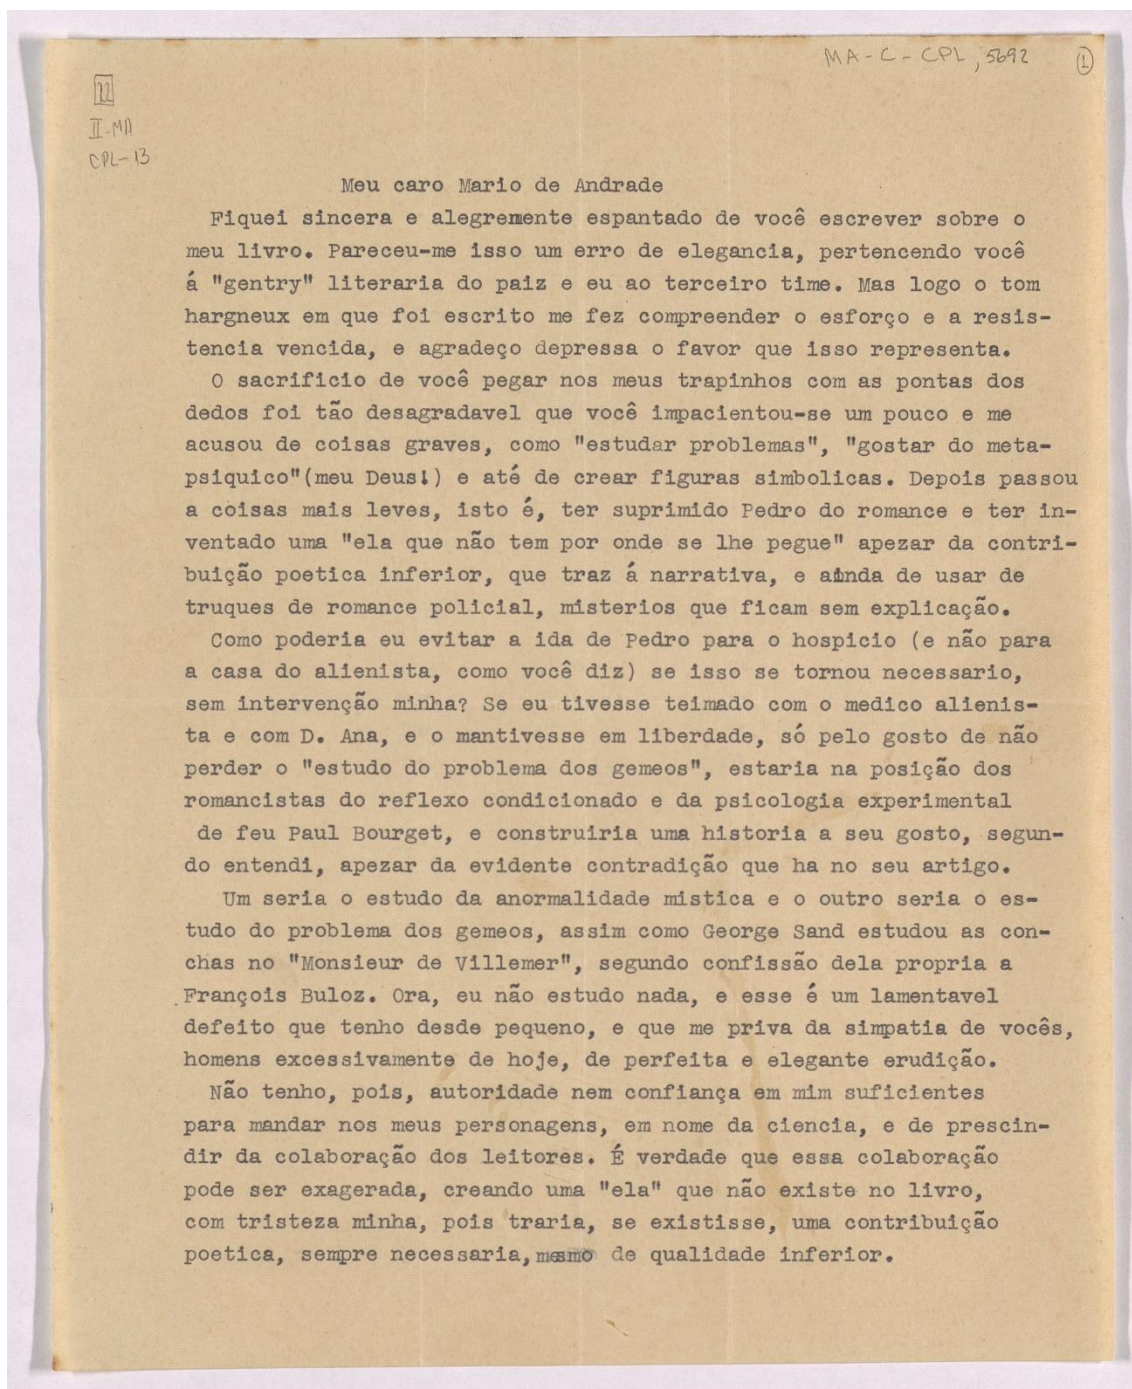 MA-C-CPL, 5692 1
22
II-MA
CPL-13
Meu caro Mario de Andrade
Fiquei sincera e alegremente espantado de você escrever sobre o
meu livro. Pareceu-me isso um erro de elegancia, pertencendo você
á "gentry" literaria do paiz e eu ao terceiro time. Mas logo o tom
hargneux em que foi escrito me fez compreender o esforço e a resis-
tencia vencida, e agradeço depressa o favor que isso representa.
O sacrificio de você pegar nos meus trapinhos com as pontas dos
dedos foi tão desagradavel que você impacientou-se um pouco e me
acusou de coisas graves, como "estudar problemas", "gostar do meta-
psiquico"(meu Deus!) e até de crear figuras simbolicas. Depois passou
a coisas mais leves, isto é, ter suprimido Pedro do romance e ter in-
ventado uma "ela que não tem por onde se lhe pegue" apezar da contri-
buição poetica inferior, que traz á narrativa, e ainda de usar de
truques de romance policial, misterios que ficam sem explicação.
Como poderia eu evitar a ida de Pedro para o hospicio (e não para
a casa do alienista, como você diz) se isso se tornou necessario,
sem intervenção minha? Se eu tivesse teimado com o medico alienis-
ta e com D. Ana, e o mantivesse em liberdade, só pelo gosto de não
perder o "estudo do problema dos gemeos", estaria na posição dos
romancistas do reflexo condicionado e da psicologia experimental
de feu Paul Bourget, e construiria uma historia a seu gosto, segun-
do entendi, apezar da evidente contradição que ha no seu artigo.
Um seria o estudo da anormalidade mistica e o outro seria o es-
tudo do problema dos gemeos, assim como George Sand estudou as con-
chas no "Monsieur de Villemer", segundo confissão dela propria a
François Buloz. Ora, eu não estudo nada, e esse é um lamentavel
defeito que tenho desde pequeno, e que me priva da simpatia de vocês,
homens excessivamente de hoje, de perfeita e elegante erudição.
Não tenho, pois, autoridade nem confiança em mim suficientes
para mandar nos meus personagens, em nome da ciencia, e de prescin-
dir da colaboração dos leitores. É verdade que essa colaboração
pode ser exagerada, creando uma "ela" que não existe no livro,
com tristeza minha, pois traria, se existisse, uma contribuição
poetica, sempre necessaria, mesmo de qualidade inferior.